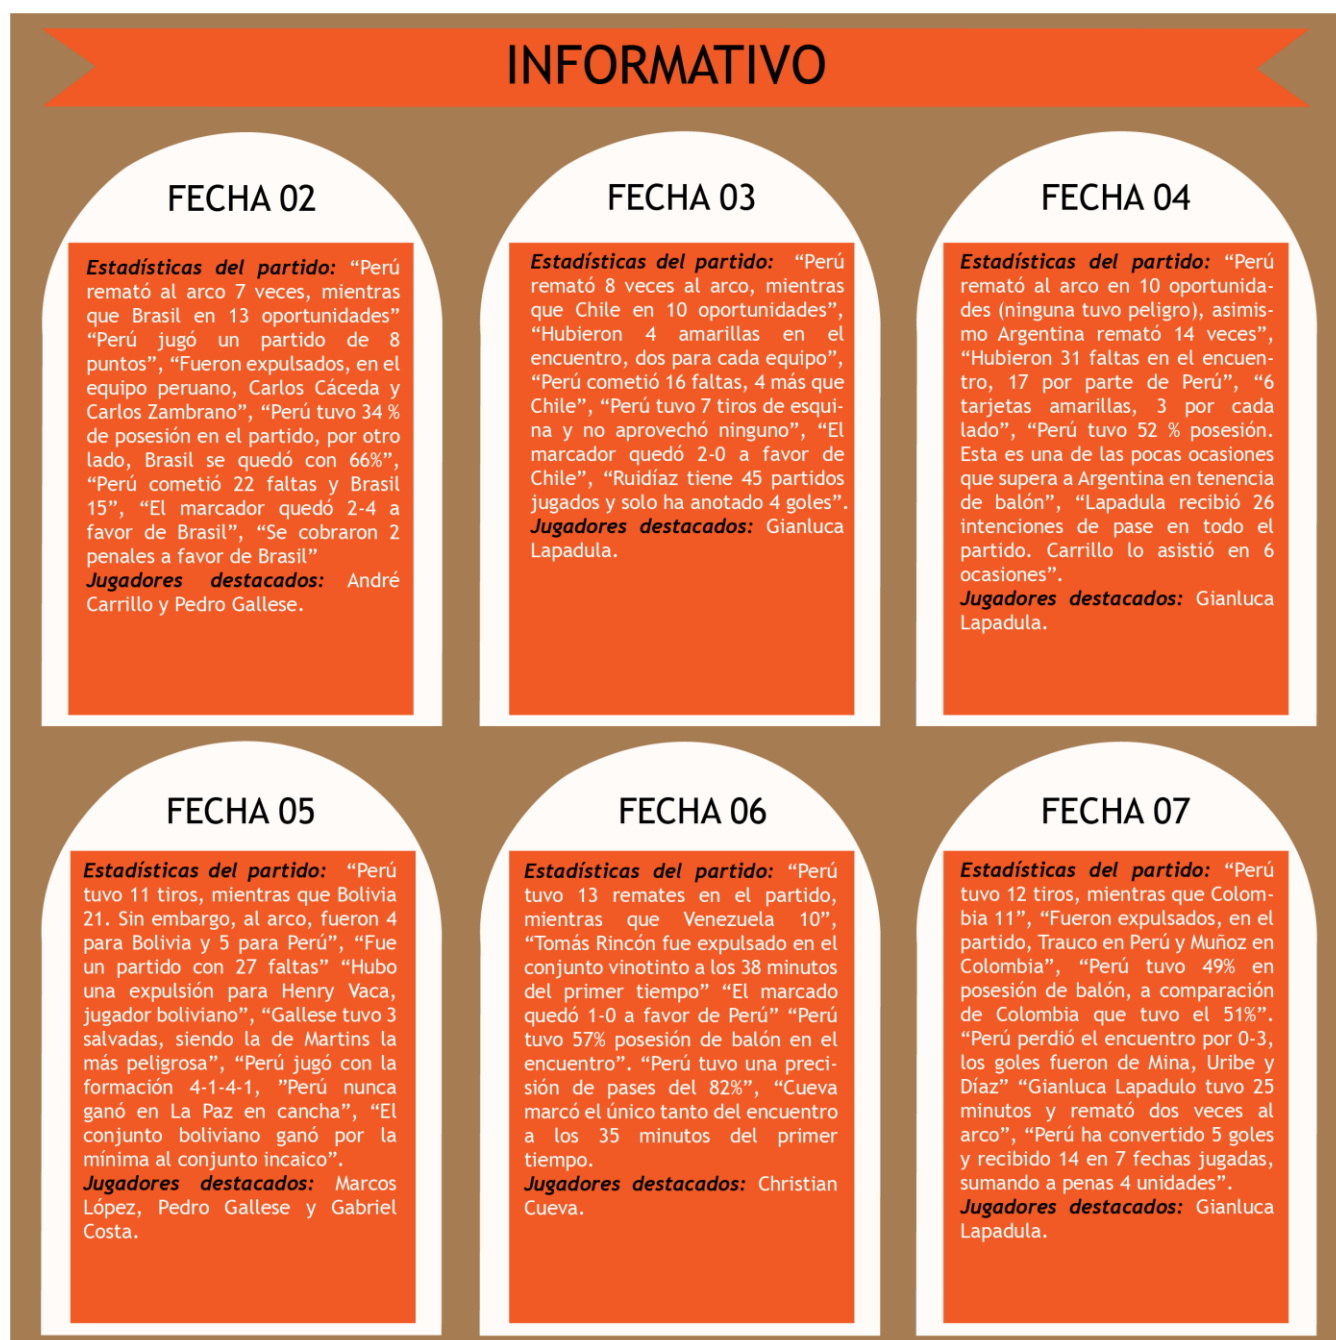 INFORMATIVO
FECHA 02
Estadísticas del partido: “Perú
remató al arco 7 veces, mientras
que Brasil en 13 oportunidades”
“Perú jugó un partido de 8
puntos”, “Fueron expulsados, en el
equipo peruano, Carlos Cáceda y
Carlos Zambrano”, “Perú tuvo 34 %
de posesión en el partido, por otro
lado, Brasil se quedó con 66%”,
“Perú cometió 22 faltas y Brasil
15”, “El marcador quedó 2-4 a
favor de Brasil”, “Se cobraron 2
penales a favor de Brasil”
Jugadores destacados: André
Carrillo y Pedro Gallese.
FECHA 03
Estadísticas del partido: “Perú
remató 8 veces al arco, mientras
que Chile en 10 oportunidades”,
“Hubieron 4 amarillas en el
encuentro, dos para cada equipo”,
“Perú cometió 16 faltas, 4 más que
Chile”, “Perú tuvo 7 tiros de esqui-
na y no aprovechó ninguno”, “El
marcador quedó 2-0 a favor de
Chile”, “Ruidíaz tiene 45 partidos
jugados y solo ha anotado 4 goles”.
Jugadores destacados: Gianluca
Lapadula.
FECHA 04
Estadísticas del partido: “Perú
remató al arco en 10 oportunida-
des (ninguna tuvo peligro), asimis-
mo Argentina remató 14 veces”,
“Hubieron 31 faltas en el encuen-
tro, 17 por parte de Perú”, “6
tarjetas amarillas, 3 por cada
lado”, “Perú tuvo 52 % posesión.
Esta es una de las pocas ocasiones
que supera a Argentina en tenencia
de balón”, “Lapadula recibió 26
intenciones de pase en todo el
partido. Carrillo lo asistió en 6
ocasiones”.
Jugadores destacados: Gianluca
Lapadula.
FECHA 05
Estadísticas del partido: “Perú
tuvo 11 tiros, mientras que Bolivia
21. Sin embargo, al arco, fueron 4
para Bolivia y 5 para Perú”, “Fue
un partido con 27 faltas” “Hubo
una expulsión para Henry Vaca,
jugador boliviano”, “Gallese tuvo 3
salvadas, siendo la de Martins la
más peligrosa”, “Perú jugó con la
formación 4-1-4-1, ”Perú nunca
ganó en La Paz en cancha”, “El
conjunto boliviano ganó por la
mínima al conjunto incaico”.
Jugadores destacados: Marcos
López, Pedro Gallese y Gabriel
Costa.
FECHA 06
Estadísticas del partido: “Perú
tuvo 13 remates en el partido,
mientras que Venezuela 10”,
“Tomás Rincón fue expulsado en el
conjunto vinotinto a los 38 minutos
del primer tiempo” “El marcado
quedó 1-0 a favor de Perú” “Perú
tuvo 57% posesión de balón en el
encuentro”. “Perú tuvo una preci-
sión de pases del 82%”, “Cueva
marcó el único tanto del encuentro
a los 35 minutos del primer
tiempo.
Jugadores destacados: Christian
Cueva.
FECHA 07
Estadísticas del partido: “Perú
tuvo 12 tiros, mientras que Colom-
bia 11”, “Fueron expulsados, en el
partido, Trauco en Perú y Muñoz en
Colombia”, “Perú tuvo 49% en
posesión de balón, a comparación
de Colombia que tuvo el 51%”.
“Perú perdió el encuentro por 0-3,
los goles fueron de Mina, Uribe y
Díaz” “Gianluca Lapadulo tuvo 25
minutos y remató dos veces al
arco”, “Perú ha convertido 5 goles
y recibido 14 en 7 fechas jugadas,
sumando a penas 4 unidades”.
Jugadores destacados: Gianluca
Lapadula.